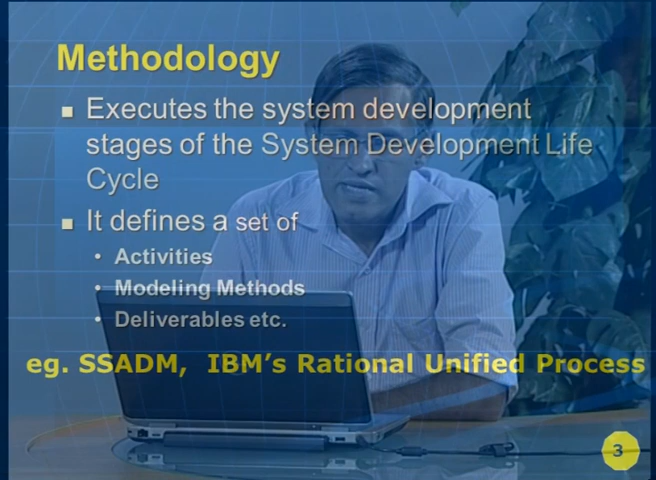 Methodology
Executes the system development
stages of the System Development Life
Cycle
It defines a set of
Activities
Modeling Methods
Deliverables etc.
eg. SSADM, IBM's Rational Unified Process
3